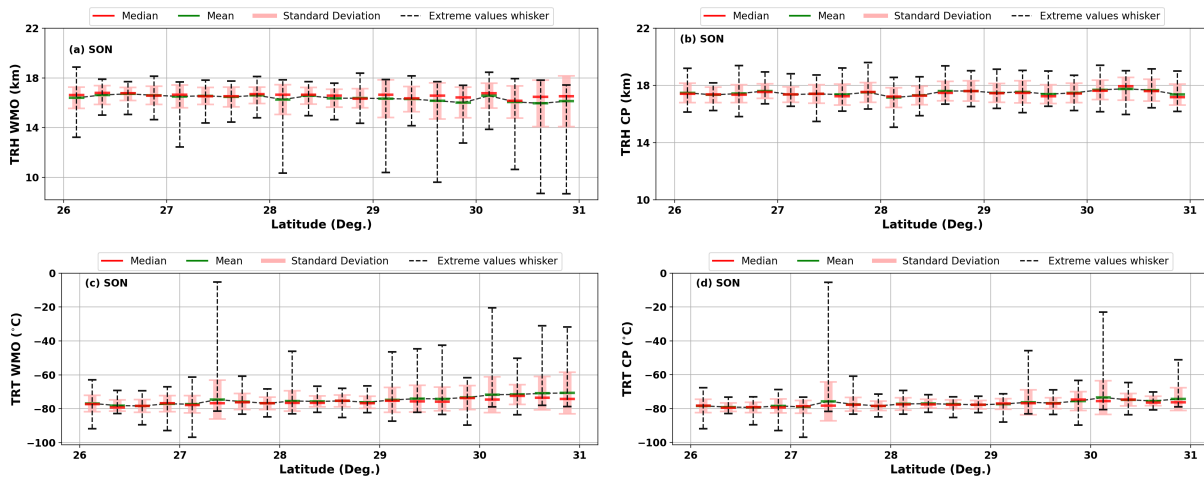 Median Mean Standard Deviation Extreme values whisker
(a) SON
TRH WMO (km)
22
18
14
10
26 27 28 29 30 31
Latitude (Deg.)
Median Mean Standard Deviation Extreme values whisker
(b) SON
TRH CP (km)
22
18
14
10
26 27 28 29 30 31
Latitude (Deg.)
Median Mean Standard Deviation Extreme values whisker
(c) SON
TRT WMO (°C)
0
−20
−40
−60
−80
−100
26 27 28 29 30 31
Latitude (Deg.)
Median Mean Standard Deviation Extreme values whisker
(d) SON
TRT CP (°C)
0
−20
−40
−60
−80
−100
26 27 28 29 30 31
Latitude (Deg.)